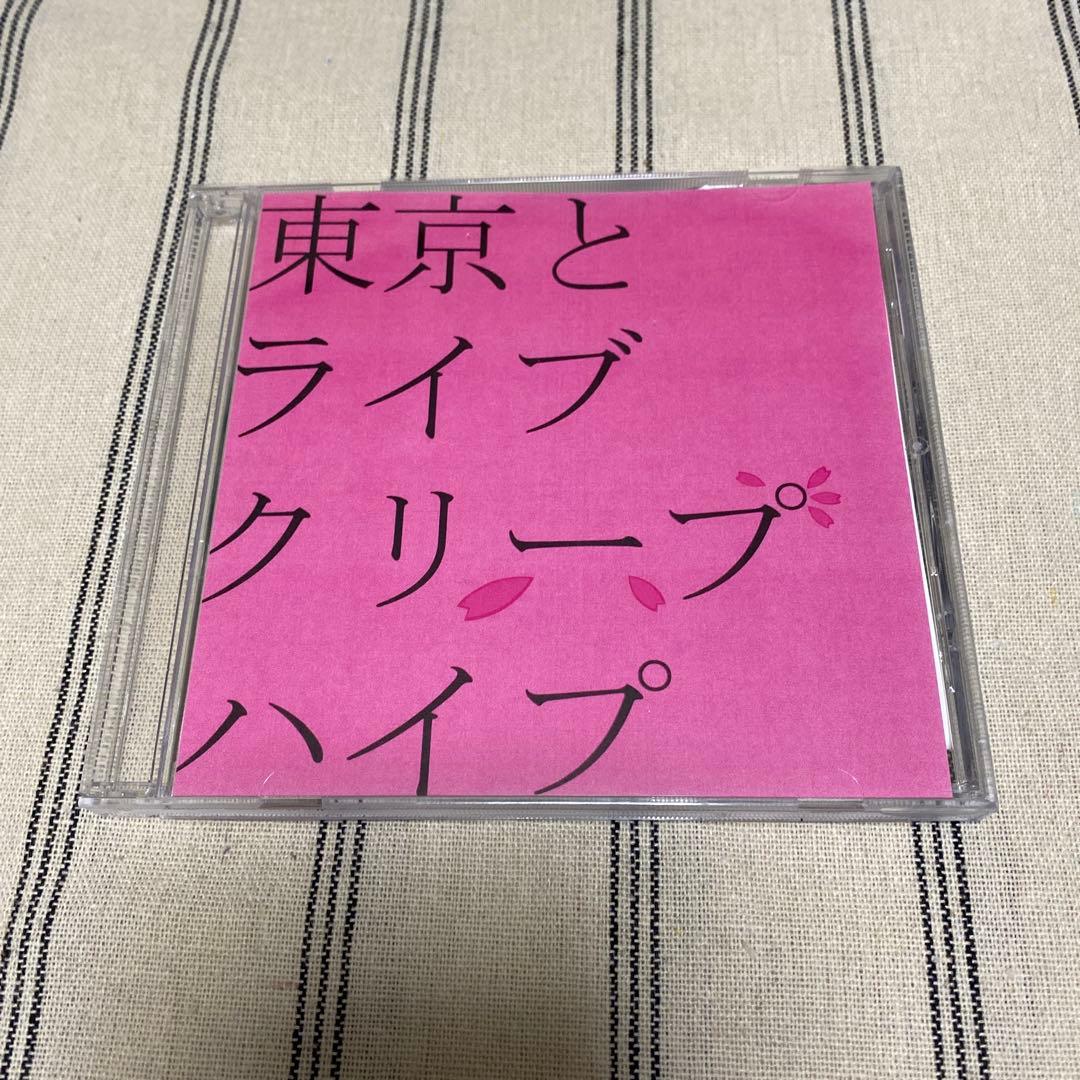 東京と
ライブ
クリープ
ハイプ